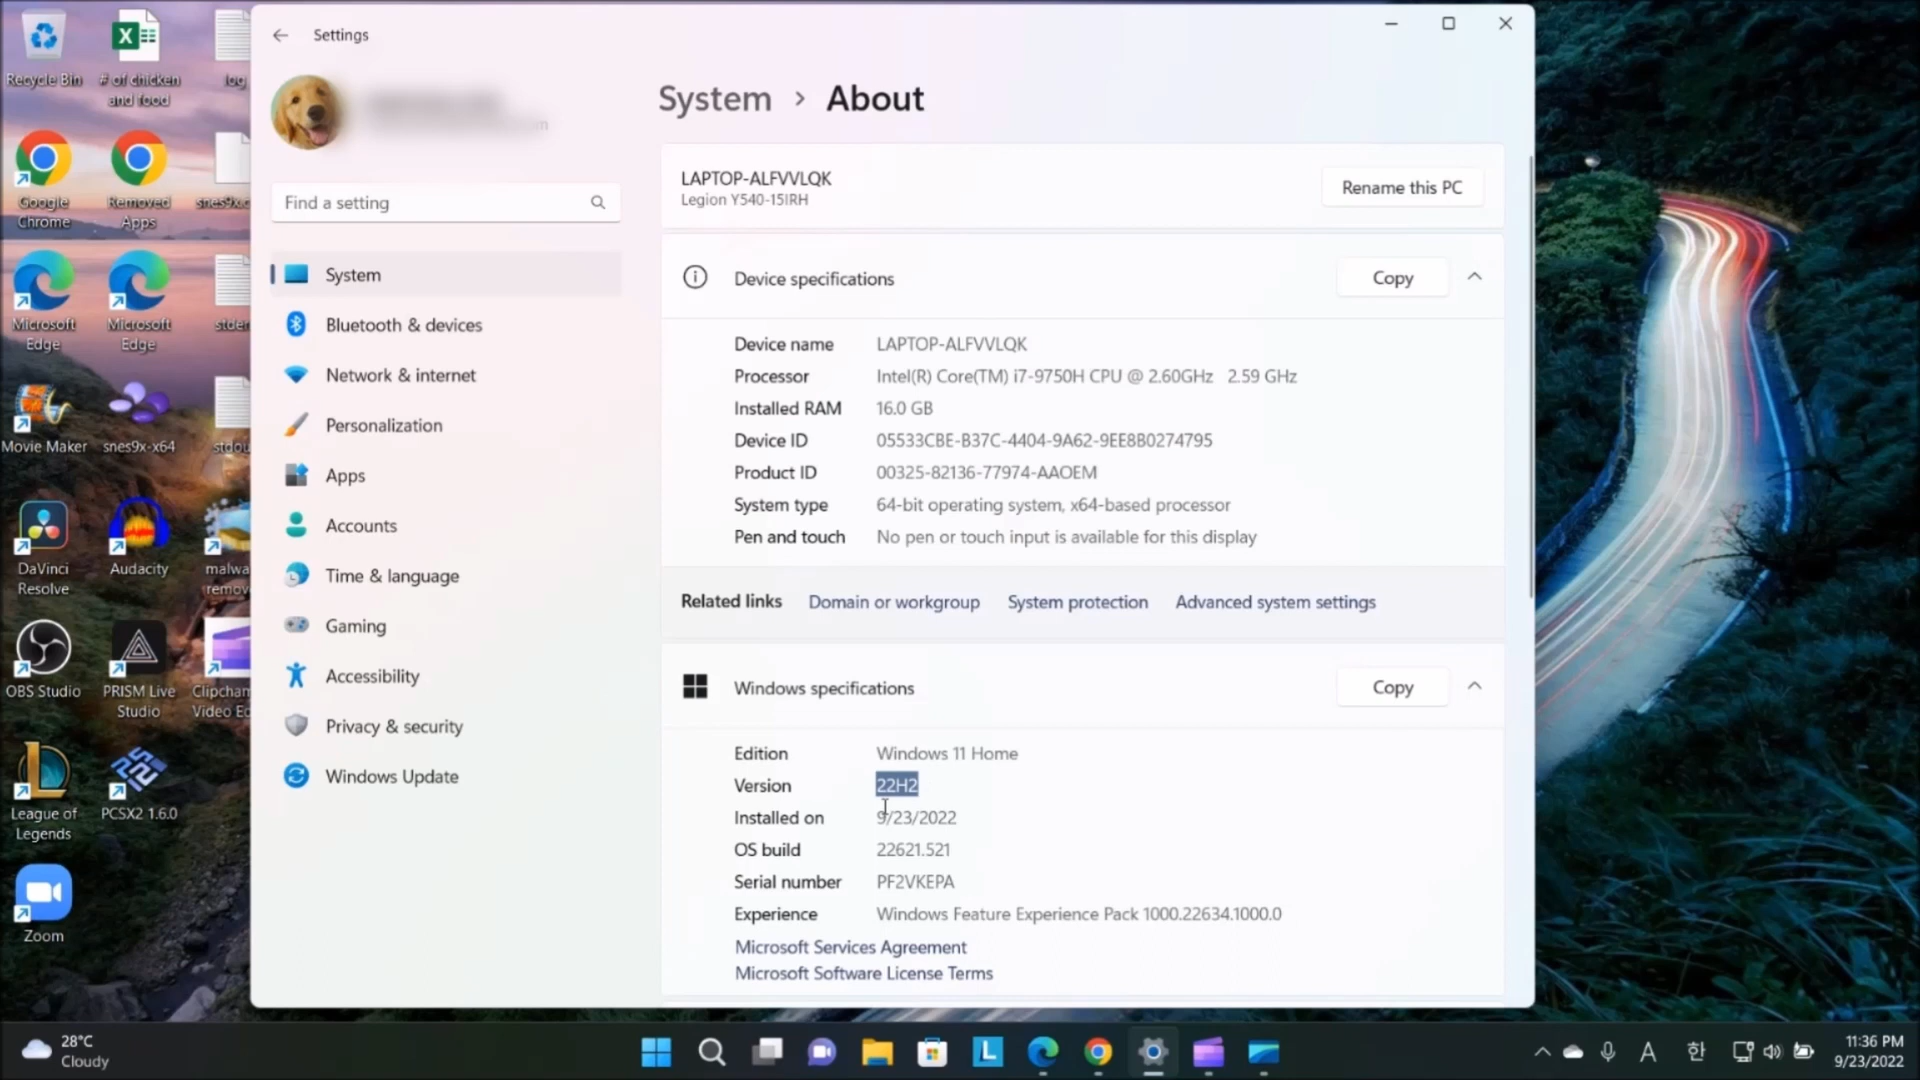 Recycle Bin
# of chicken
and food
log
Google
Chrome
Removed
Apps
Microsoft
Edge
Microsoft
Edge
Movie Maker
snes9x-x64
DaVinci
Resolve
Audacity
OBS Studio
PRISM Live
Studio
League of
Legends
PCSX2 1.6.0
Zoom
Settings
Find a setting
System
Bluetooth & devices
Network & internet
Personalization
Apps
Accounts
Time & language
Gaming
Accessibility
Privacy & security
Windows Update
System > About
LAPTOP-ALFVVLQK
Legion Y540-15IRH
Rename this PC
Device specifications
Copy
Device name LAPTOP-ALFVVLQK
Processor Intel(R) Core(TM) i7-9750H CPU @ 2.60GHz 2.59 GHz
Installed RAM 16.0 GB
Device ID 05533CBE-B37C-4404-9A62-9EE8B0274795
Product ID 00325-82136-77974-AAOEM
System type 64-bit operating system, x64-based processor
Pen and touch No pen or touch input is available for this display
Related links Domain or workgroup System protection Advanced system settings
Windows specifications
Copy
Edition Windows 11 Home
Version 22H2
Installed on 9/23/2022
OS build 22621.521
Serial number PF2VKEPA
Experience Windows Feature Experience Pack 1000.22634.1000.0
Microsoft Services Agreement
Microsoft Software License Terms
28°C
Cloudy
A 한
11:36 PM
9/23/2022